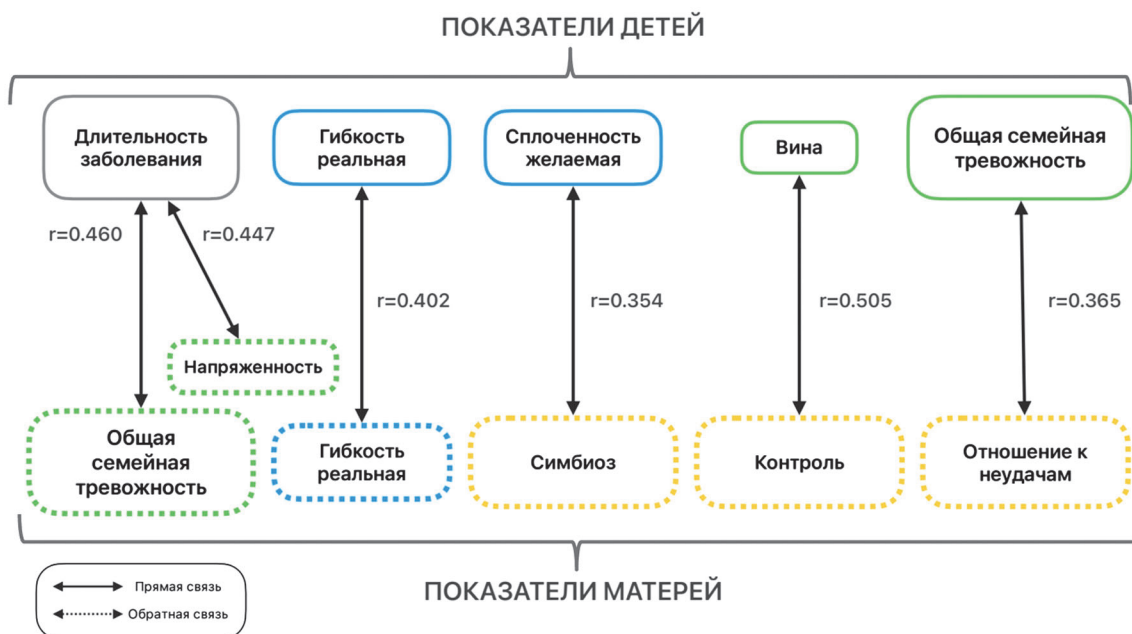 ПОКАЗАТЕЛИ ДЕТЕЙ
Длительность
заболевания
Гибкость
реальная
Сплоченность
желаемая
Вина
Общая семейная
тревожность
r=0.460
r=0.447
r=0.402
r=0.354
r=0.505
r=0.365
Напряженность
Общая
семейная
тревожность
Гибкость
реальная
Симбиоз
Контроль
Отношение к
неудачам
ПОКАЗАТЕЛИ МАТЕРЕЙ
Прямая связь
Обратная связь